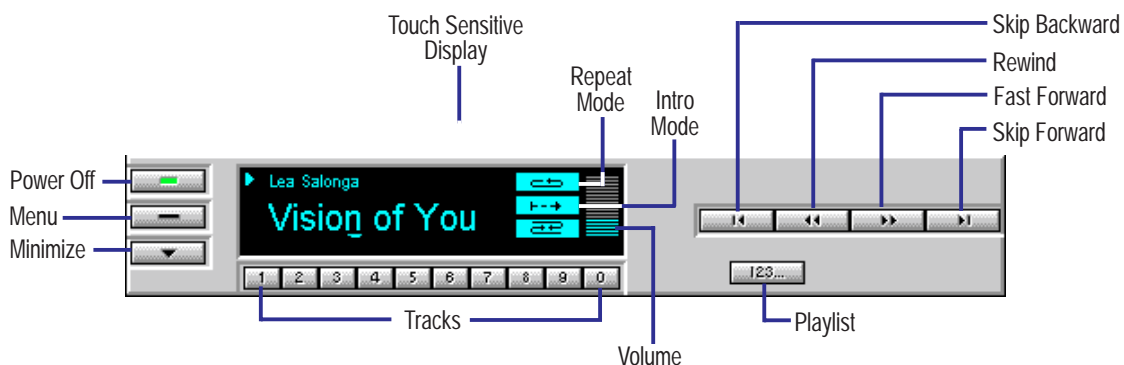 Touch Sensitive
Display
Repeat
Mode
Intro
Mode
Skip Backward
Rewind
Fast Forward
Skip Forward
Power Off
Menu
Minimize
Lea Salonga
Vision of You
1 2 3 4 5 6 7 8 9 0
123...
Tracks
Volume
Playlist